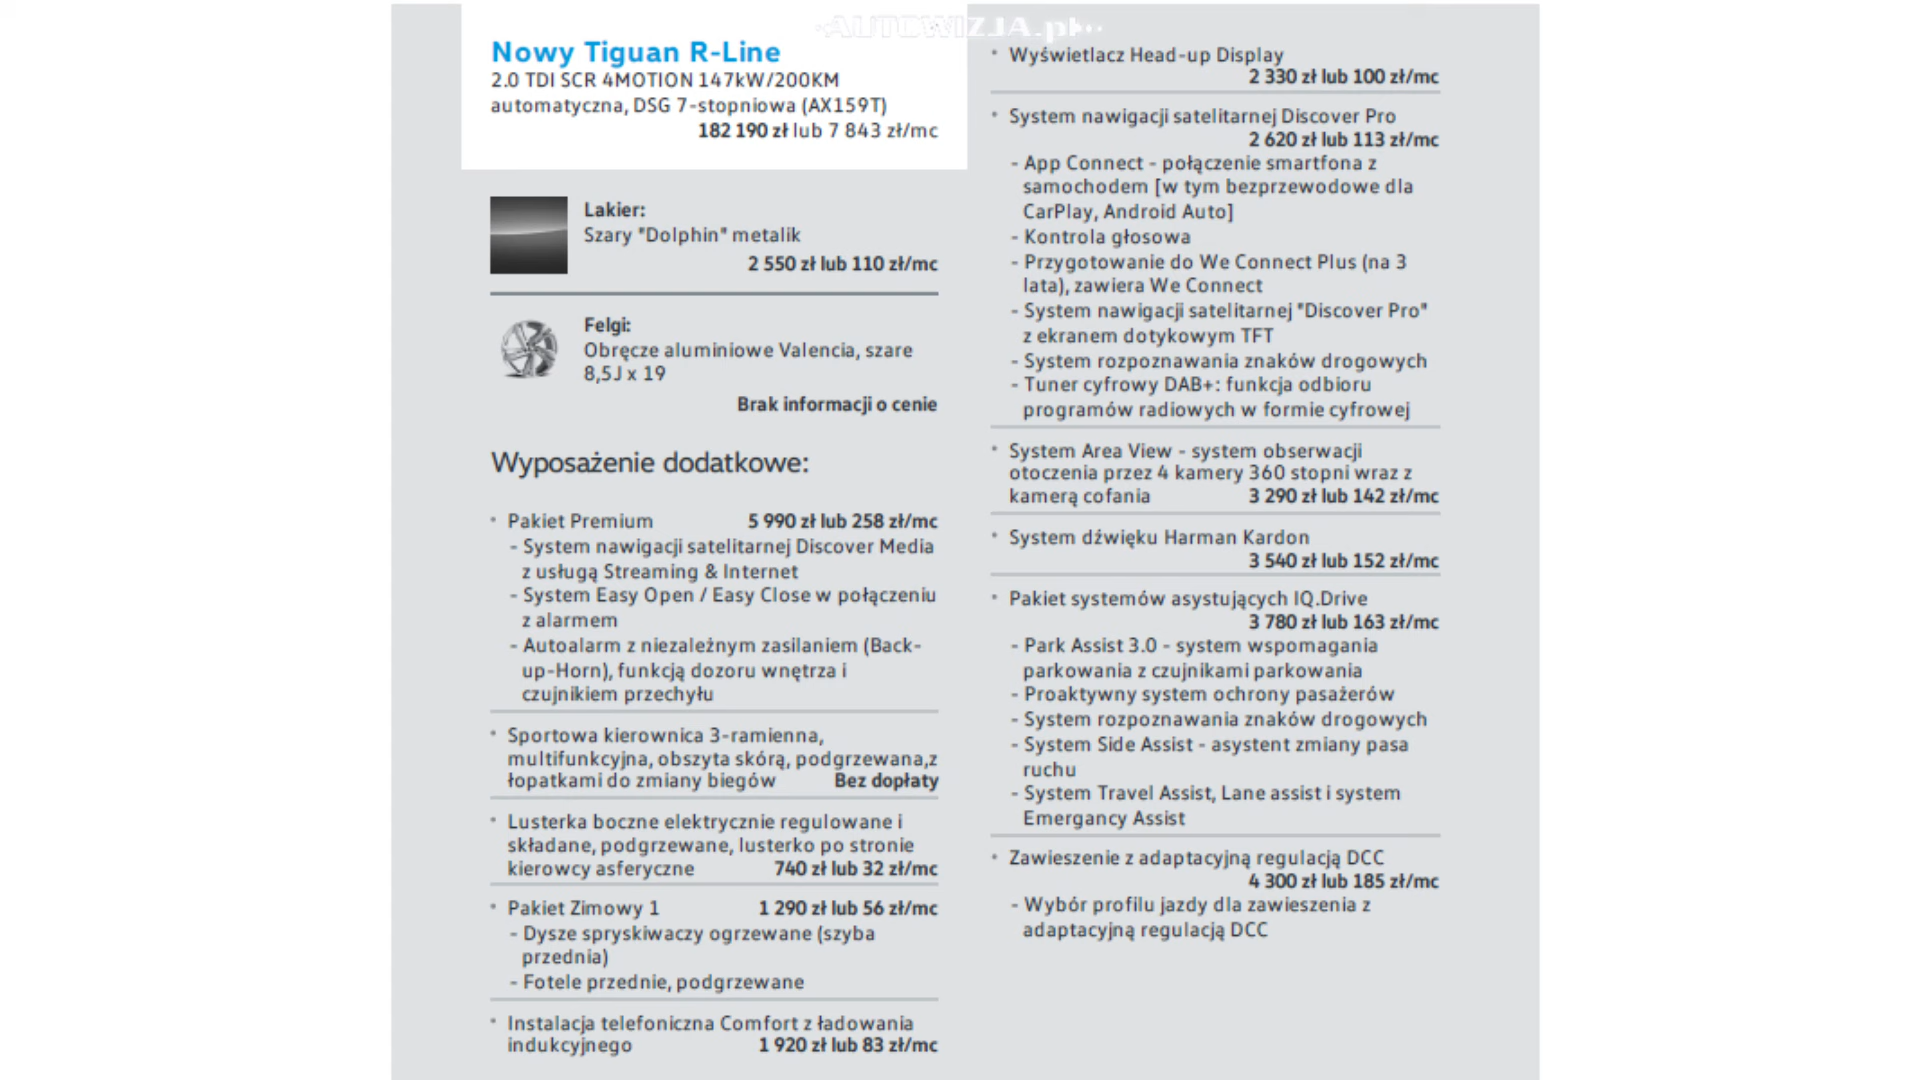 AUTOWIZJA.pl
Nowy Tiguan R-Line
2.0 TDI SCR 4MOTION 147kW/200KM
automatyczna, DSG 7-stopniowa (AX159T)
182 190 zł lub 7 843 zł/mc
Lakier:
Szary "Dolphin" metalik
2 550 zł lub 110 zł/mc
Felgi:
Obręcze aluminiowe Valencia, szare
8,5J x 19
Brak informacji o cenie
Wyposażenie dodatkowe:
• Pakiet Premium 5 990 zł lub 258 zł/mc
- System nawigacji satelitarnej Discover Media
z usługą Streaming & Internet
- System Easy Open / Easy Close w połączeniu
z alarmem
- Autoalarm z niezależnym zasilaniem (Back-
up-Horn), funkcją dozoru wnętrza i
czujnikiem przechyłu
• Sportowa kierownica 3-ramienna,
multifunkcyjna, obszyta skórą, podgrzewana,z
łopatkami do zmiany biegów Bez dopłaty
• Lusterka boczne elektrycznie regulowane i
składane, podgrzewane, lusterko po stronie
kierowcy asferyczne 740 zł lub 32 zł/mc
• Pakiet Zimowy 1 1 290 zł lub 56 zł/mc
- Dysze spryskiwaczy ogrzewane (szyba
przednia)
- Fotele przednie, podgrzewane
• Instalacja telefoniczna Comfort z ładowania
indukcyjnego 1 920 zł lub 83 zł/mc
• Wyświetlacz Head-up Display
2 330 zł lub 100 zł/mc
• System nawigacji satelitarnej Discover Pro
2 620 zł lub 113 zł/mc
- App Connect - połączenie smartfona z
samochodem [w tym bezprzewodowe dla
CarPlay, Android Auto]
- Kontrola głosowa
- Przygotowanie do We Connect Plus (na 3
lata), zawiera We Connect
- System nawigacji satelitarnej "Discover Pro"
z ekranem dotykowym TFT
- System rozpoznawania znaków drogowych
- Tuner cyfrowy DAB+: funkcja odbioru
programów radiowych w formie cyfrowej
• System Area View - system obserwacji
otoczenia przez 4 kamery 360 stopni wraz z
kamerą cofania 3 290 zł lub 142 zł/mc
• System dźwięku Harman Kardon
3 540 zł lub 152 zł/mc
• Pakiet systemów asystujących IQ.Drive
3 780 zł lub 163 zł/mc
- Park Assist 3.0 - system wspomagania
parkowania z czujnikami parkowania
- Proaktywny system ochrony pasażerów
- System rozpoznawania znaków drogowych
- System Side Assist - asystent zmiany pasa
ruchu
- System Travel Assist, Lane assist i system
Emergancy Assist
• Zawieszenie z adaptacyjną regulacją DCC
4 300 zł lub 185 zł/mc
- Wybór profilu jazdy dla zawieszenia z
adaptacyjną regulacją DCC